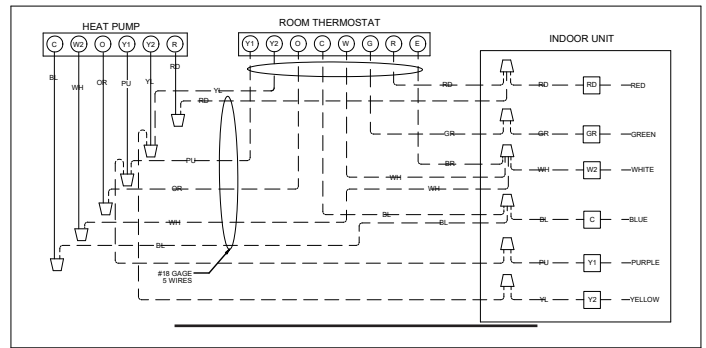 HEAT PUMP
ROOM THERMOSTAT
INDOOR UNIT
C W2 O Y1 Y2 R
Y1 Y2 O C W G R E
BL
WH
OR
PU
YL
RD
YL
RD
RD
RD
RD
RED
GR
GR
GR
GREEN
BR
PU
WH
WH
W2
WHITE
OR
WH
WH
BL
BL
BL
BL
C
BLUE
#18 GAGE
5 WIRES
PU
Y1
PURPLE
YL
Y2
YELLOW